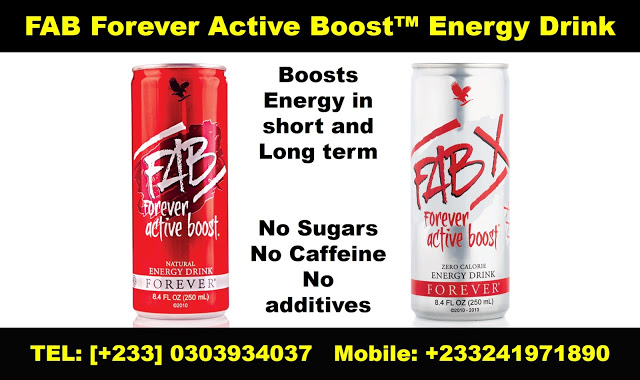 FAB Forever Active Boost™ Energy Drink
Boosts
Energy in
short and
Long term
No Sugars
No Caffeine
No
additives
FAB
Forever
active boost
NATURAL
ENERGY DRINK
FOREVER®
8.4 FL OZ (250 mL)
©2010
FAB X
Forever
active boost
ZERO CALORIE
ENERGY DRINK
FOREVER®
8.4 FL OZ (250 mL)
©2010 - 2013
TEL: [+233] 0303934037 Mobile: +233241971890